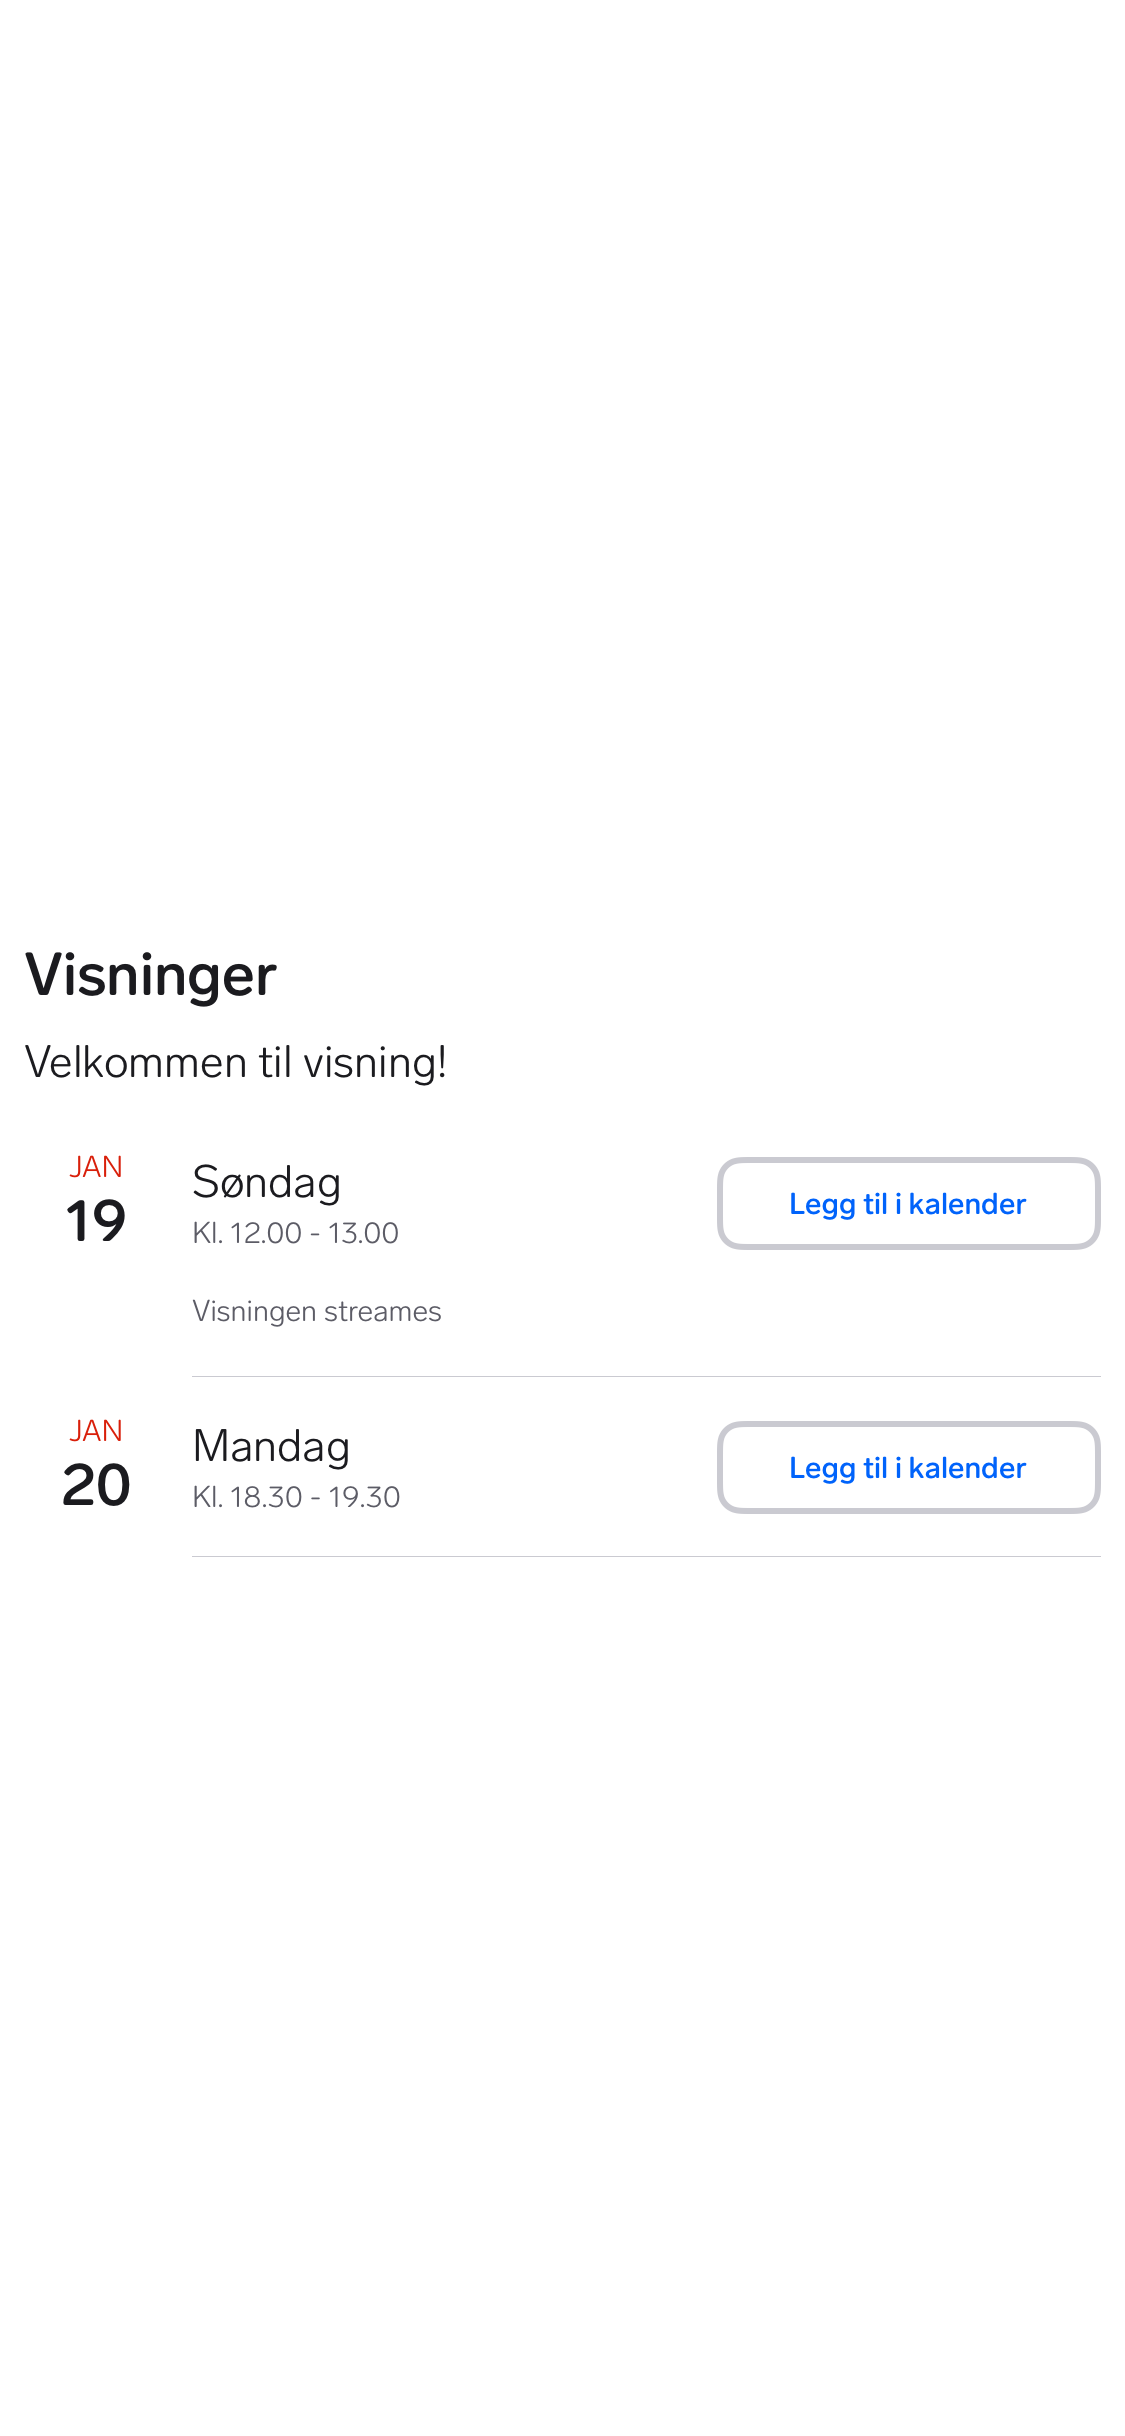 Visninger
Velkommen til visning!
JAN
19
Søndag
Kl. 12.00 - 13.00
Legg til i kalender
Visningen streames
JAN
20
Mandag
Kl. 18.30 - 19.30
Legg til i kalender